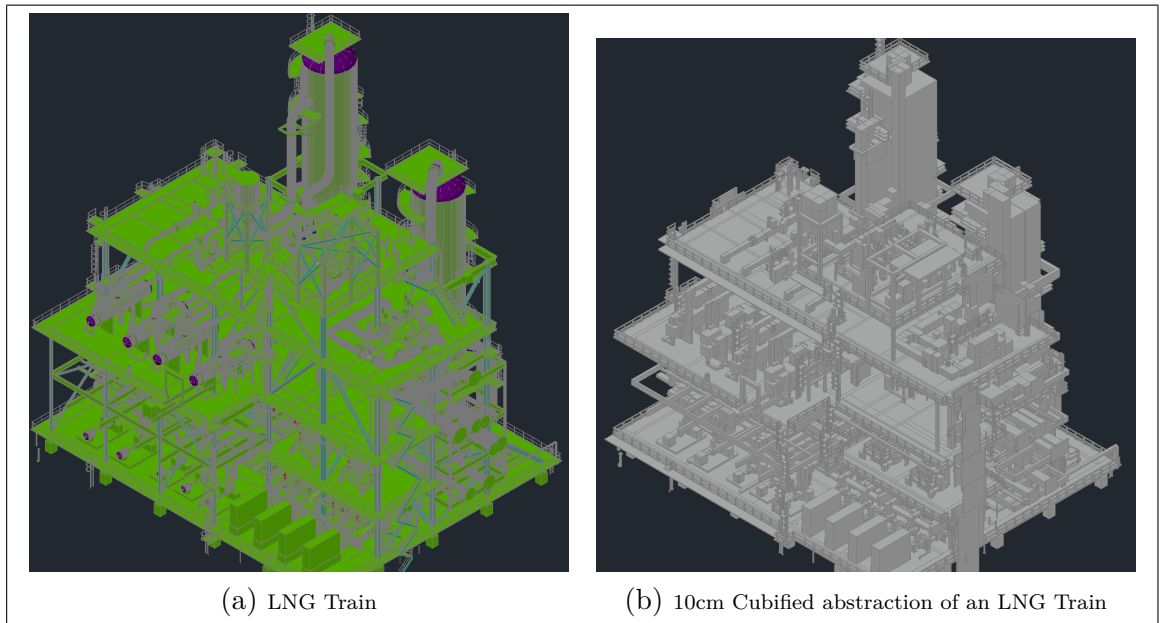 (a) LNG Train
(b) 10cm Cubified abstraction of an LNG Train